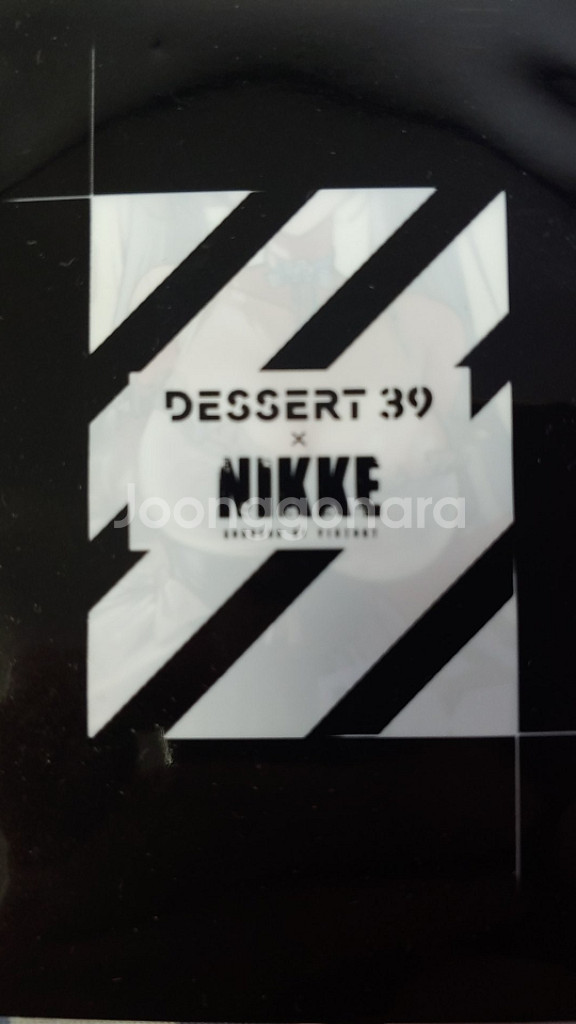 DESSERT 39
×
NIKKE
Joonggonara